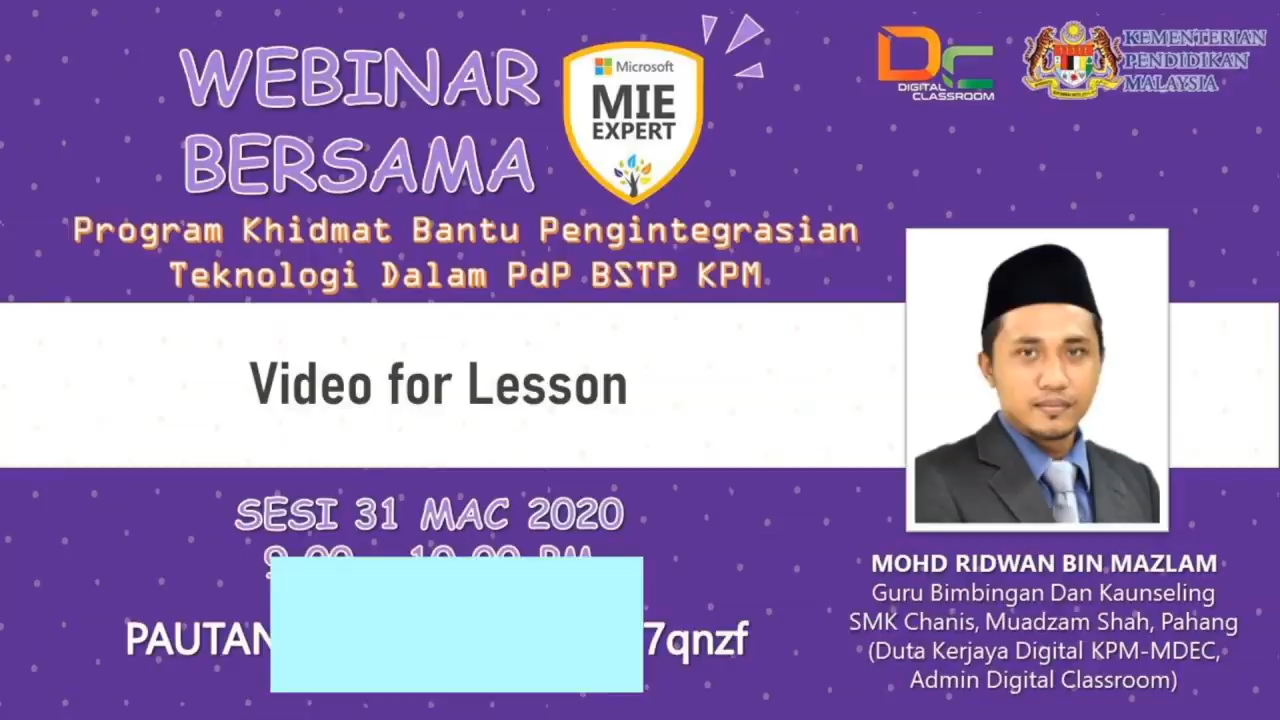 WEBINAR
BERSAMA
Microsoft
MIE
EXPERT
DIGITAL
CLASSROOM
KEMENTERIAN
PENDIDIKAN
MALAYSIA
Program Khidmat Bantu Pengintegrasian
Teknologi Dalam PdP BSTP KPM
Video for Lesson
SESI 31 MAC 2020
PAUTAN
7qnzf
MOHD RIDWAN BIN MAZLAM
Guru Bimbingan Dan Kaunseling
SMK Chanis, Muadzam Shah, Pahang
(Duta Kerjaya Digital KPM-MDEC,
Admin Digital Classroom)